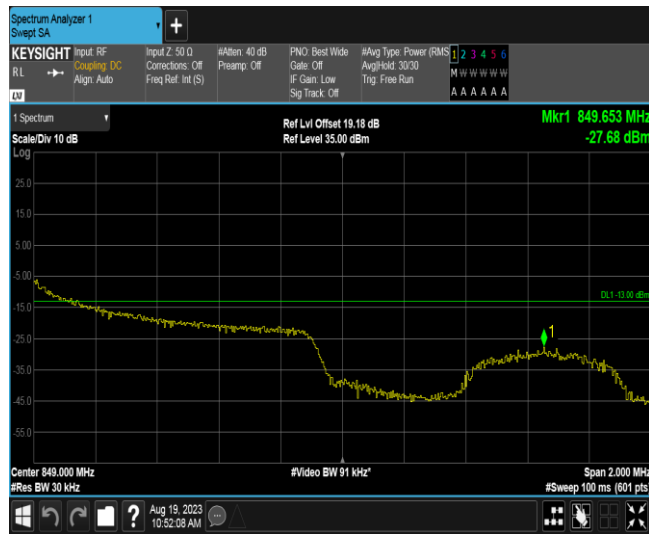 Spectrum Analyzer 1
Swept SA
+
KEYSIGHT
RL
LXI
Input: RF
Coupling: DC
Align: Auto
Input Z: 50 Ω
Corrections: Off
Freq Ref: Int (S)
#Atten: 40 dB
Preamp: Off
PNO: Best Wide
Gate: Off
IF Gain: Low
Sig Track: Off
#Avg Type: Power (RMS
Avg|Hold: 30/30
Trig: Free Run
1 2 3 4 5 6
M W W W W W
A A A A A A
1 Spectrum
Scale/Div 10 dB
Log
Ref Lvl Offset 19.18 dB
Ref Level 35.00 dBm
Mkr1 849.653 MHz
-27.68 dBm
25.0
15.0
5.00
-5.00
DL1 -13.00 dBm
-15.0
1
-25.0
-35.0
-45.0
-55.0
Center 849.000 MHz
#Res BW 30 kHz
#Video BW 91 kHz*
Span 2.000 MHz
#Sweep 100 ms (601 pts
?
Aug 19, 2023
10:52:08 AM